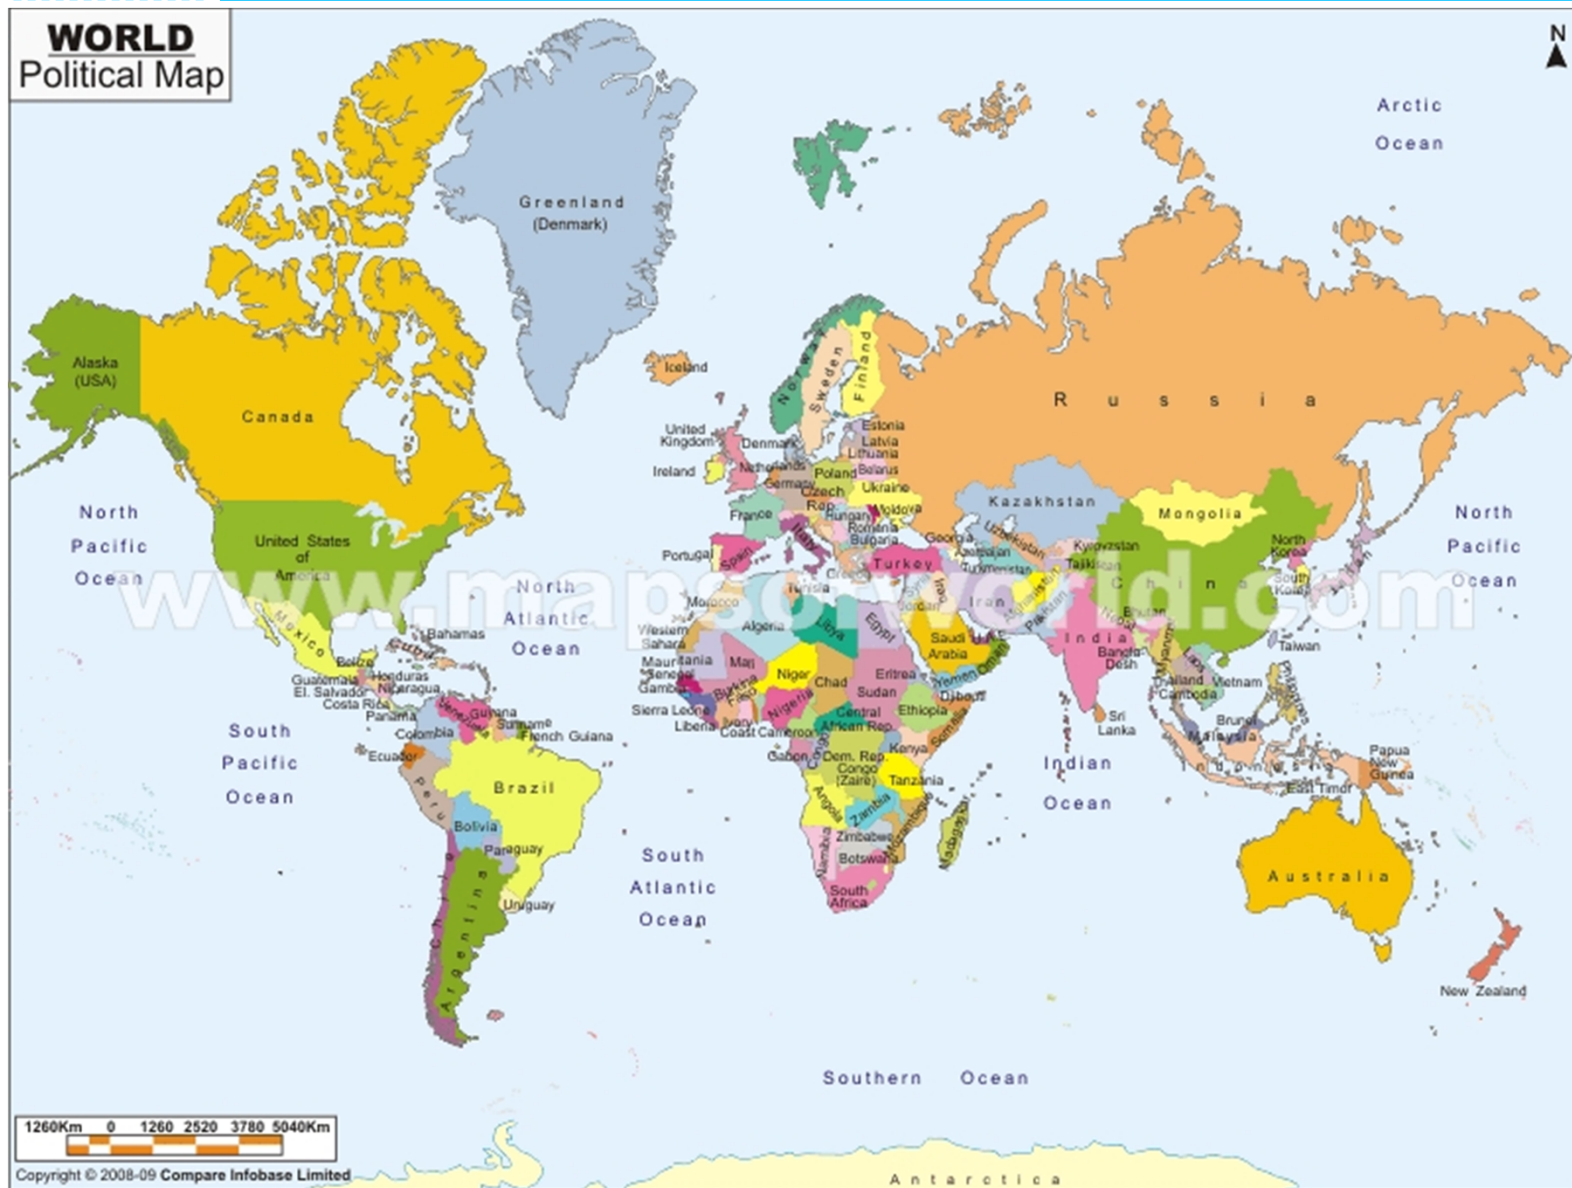 WORLD
Political Map
N
Arctic
Ocean
Greenland
(Denmark)
Alaska
(USA)
Canada
Iceland
Norway
Sweden
Finland
Russia
United
Kingdom
Ireland
Denmark
Netherlands
Germany
Estonia
Latvia
Lithuania
Belarus
Poland
Czech
Rep.
Ukraine
Moldova
France
Hungary
Romania
Bulgaria
Italy
Portugal
Spain
Greece
Turkey
Georgia
Azerbaijan
Kazakhstan
Uzbekistan
Turkmenistan
Kyrgyzstan
Tajikistan
Mongolia
China
North
Korea
South
Korea
Japan
North
Pacific
Ocean
United States
of
America
North
Atlantic
Ocean
North
Pacific
Ocean
www.mapsofworld.com
Mexico
Bahamas
Cuba
Belize
Honduras
Guatemala
El. Salvador
Nicaragua
Costa Rica
Panama
Venezuela
Guyana
Suriname
French Guiana
Colombia
Ecuador
Peru
Brazil
Bolivia
Paraguay
Chile
Argentina
Uruguay
South
Pacific
Ocean
South
Atlantic
Ocean
Morocco
Western
Sahara
Tunisia
Algeria
Libya
Egypt
Mauritania
Senegal
Gambia
Mali
Burkina
Faso
Niger
Chad
Sudan
Eritrea
Djibouti
Sierra Leone
Liberia
Ivory
Coast
Nigeria
Cameroon
Central
African Rep.
Ethiopia
Somalia
Gabon
Congo
Dem. Rep.
Congo
(Zaire)
Kenya
Tanzania
Angola
Zambia
Mozambique
Zimbabwe
Namibia
Botswana
South
Africa
Madagaskar
Syria
Jordan
Iraq
Iran
Saudi
Arabia
U.A.E
Oman
Yemen
Afghanistan
Pakistan
India
Nepal
Bhutan
Bangla
Desh
Myanmar
Laos
Thailand
Vietnam
Cambodia
Taiwan
Philippines
Sri
Lanka
Brunei
Malaysia
Indonesia
East Timor
Papua
New
Guinea
Indian
Ocean
Australia
New Zealand
Southern Ocean
Antarctica
1260Km 0 1260 2520 3780 5040Km
Copyright © 2008-09 Compare Infobase Limited